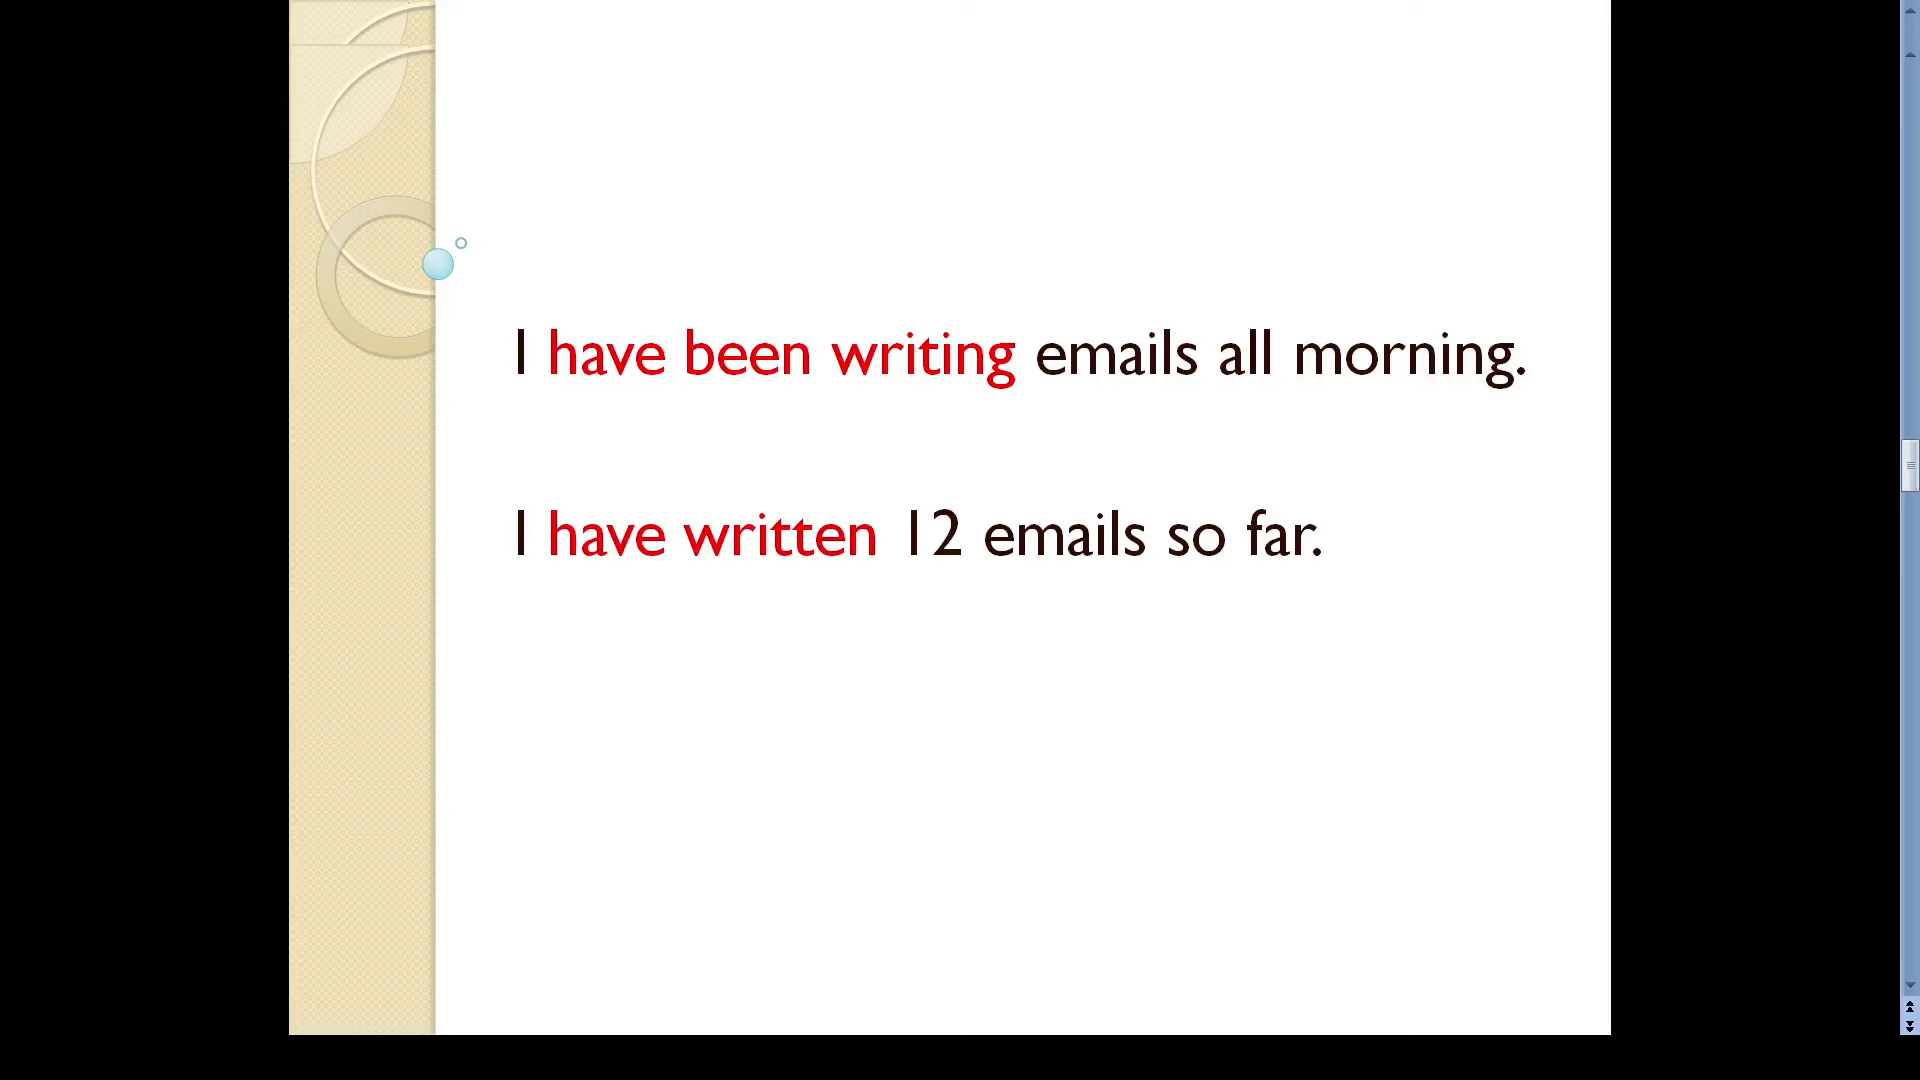 I have been writing emails all morning.
I have written 12 emails so far.